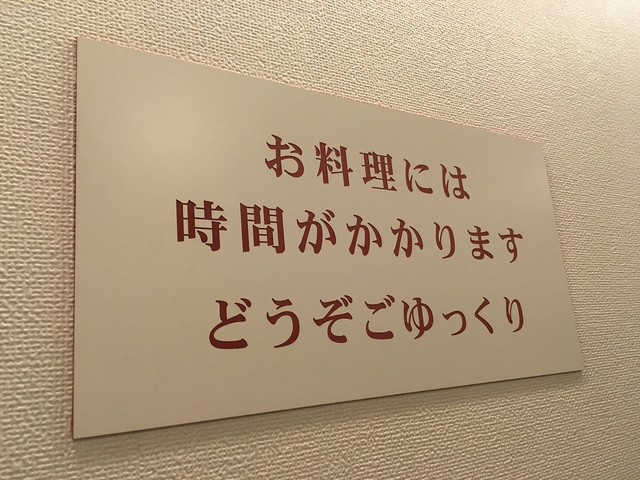 お料理には
時間がかかります
どうぞごゆっくり